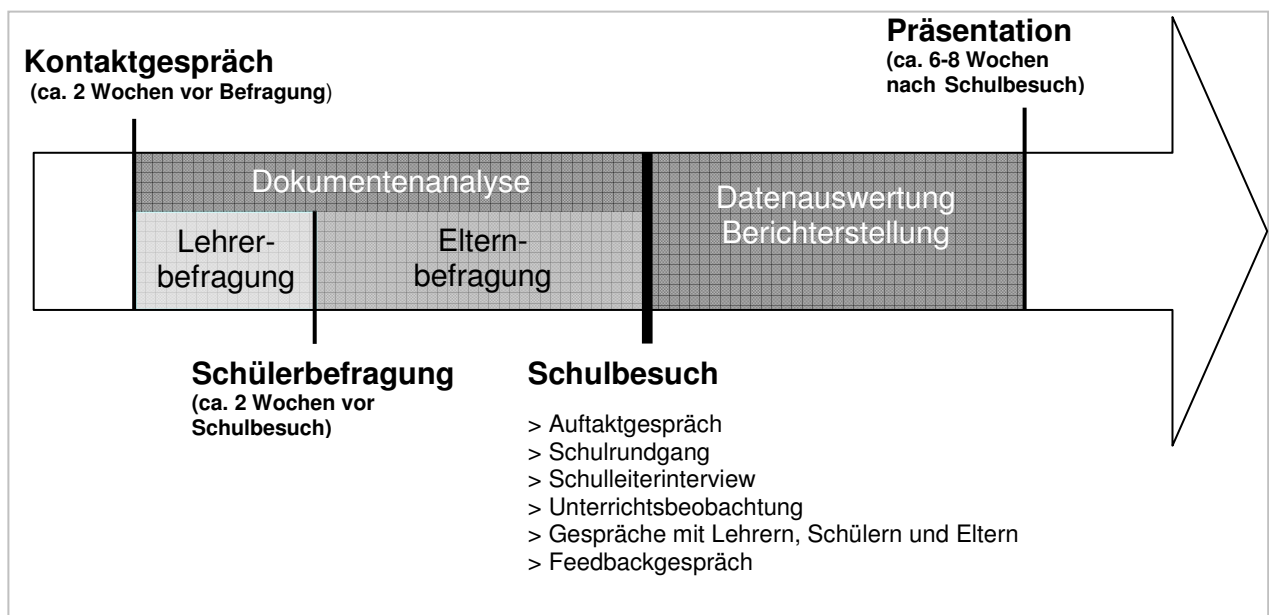 Präsentation
(ca. 6-8 Wochen
nach Schulbesuch)
Kontaktgespräch
(ca. 2 Wochen vor Befragung)
Dokumentenanalyse
Lehrer-
befragung
Eltern-
befragung
Datenauswertung
Berichterstellung
Schülerbefragung
(ca. 2 Wochen vor
Schulbesuch)
Schulbesuch
> Auftaktgespräch
> Schulrundgang
> Schulleiterinterview
> Unterrichtsbeobachtung
> Gespräche mit Lehrern, Schülern und Eltern
> Feedbackgespräch